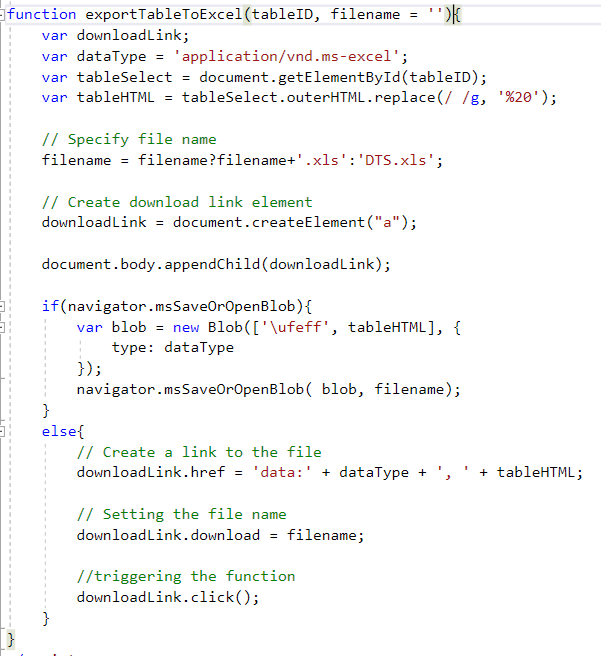 function exportTableToExcel(tableID, filename = ''){
    var downloadLink;
    var dataType = 'application/vnd.ms-excel';
    var tableSelect = document.getElementById(tableID);
    var tableHTML = tableSelect.outerHTML.replace(/ /g, '%20');

    // Specify file name
    filename = filename?filename+'.xls':'DTS.xls';

    // Create download link element
    downloadLink = document.createElement("a");

    document.body.appendChild(downloadLink);

    if(navigator.msSaveOrOpenBlob){
        var blob = new Blob(['\ufeff', tableHTML], {
            type: dataType
        });
        navigator.msSaveOrOpenBlob( blob, filename);
    }
    else{
        // Create a link to the file
        downloadLink.href = 'data:' + dataType + ', ' + tableHTML;

        // Setting the file name
        downloadLink.download = filename;

        //triggering the function
        downloadLink.click();
    }
}